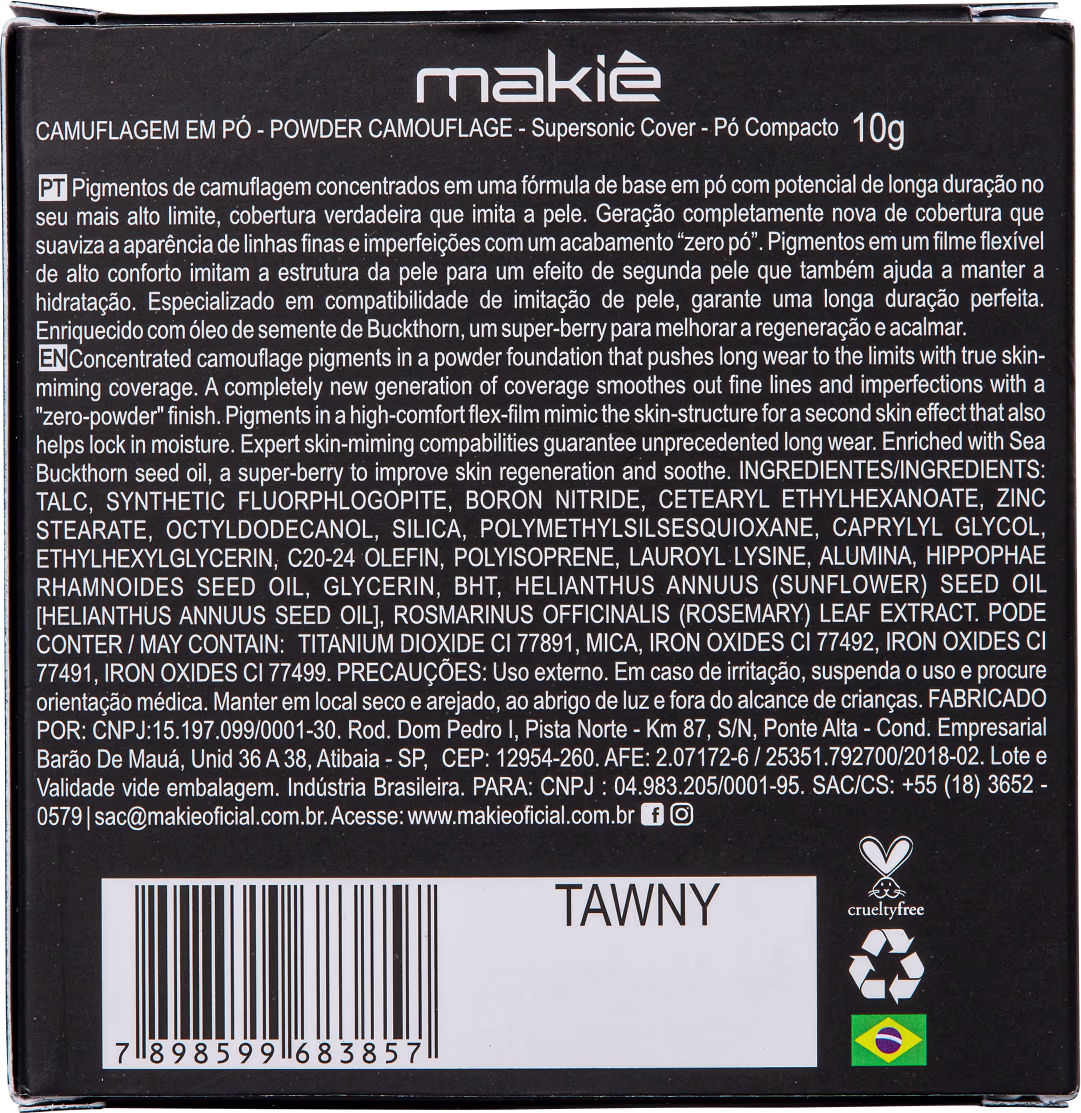 makiê
CAMUFLAGEM EM PÓ - POWDER CAMOUFLAGE - Supersonic Cover - Pó Compacto 10g
PT Pigmentos de camuflagem concentrados em uma fórmula de base em pó com potencial de longa duração no
seu mais alto limite, cobertura verdadeira que imita a pele. Geração completamente nova de cobertura que
suaviza a aparência de linhas finas e imperfeições com um acabamento “zero pó”. Pigmentos em um filme flexível
de alto conforto imitam a estrutura da pele para um efeito de segunda pele que também ajuda a manter a
hidratação. Especializado em compatibilidade de imitação de pele, garante uma longa duração perfeita.
Enriquecido com óleo de semente de Buckthorn, um super-berry para melhorar a regeneração e acalmar.
EN Concentrated camouflage pigments in a powder foundation that pushes long wear to the limits with true skin-
miming coverage. A completely new generation of coverage smoothes out fine lines and imperfections with a
"zero-powder" finish. Pigments in a high-comfort flex-film mimic the skin-structure for a second skin effect that also
helps lock in moisture. Expert skin-miming compabilities guarantee unprecedented long wear. Enriched with Sea
Buckthorn seed oil, a super-berry to improve skin regeneration and soothe. INGREDIENTES/INGREDIENTS:
TALC, SYNTHETIC FLUORPHLOGOPITE, BORON NITRIDE, CETEARYL ETHYLHEXANOATE, ZINC
STEARATE, OCTYLDODECANOL, SILICA, POLYMETHYLSILSESQUIOXANE, CAPRYLYL GLYCOL,
ETHYLHEXYLGLYCERIN, C20-24 OLEFIN, POLYISOPRENE, LAUROYL LYSINE, ALUMINA, HIPPOPHAE
RHAMNOIDES SEED OIL, GLYCERIN, BHT, HELIANTHUS ANNUUS (SUNFLOWER) SEED OIL
[HELIANTHUS ANNUUS SEED OIL], ROSMARINUS OFFICINALIS (ROSEMARY) LEAF EXTRACT. PODE
CONTER / MAY CONTAIN: TITANIUM DIOXIDE CI 77891, MICA, IRON OXIDES CI 77492, IRON OXIDES CI
77491, IRON OXIDES CI 77499. PRECAUÇÕES: Uso externo. Em caso de irritação, suspenda o uso e procure
orientação médica. Manter em local seco e arejado, ao abrigo de luz e fora do alcance de crianças. FABRICADO
POR: CNPJ:15.197.099/0001-30. Rod. Dom Pedro I, Pista Norte - Km 87, S/N, Ponte Alta - Cond. Empresarial
Barão De Mauá, Unid 36 A 38, Atibaia - SP, CEP: 12954-260. AFE: 2.07172-6 / 25351.792700/2018-02. Lote e
Validade vide embalagem. Indústria Brasileira. PARA: CNPJ : 04.983.205/0001-95. SAC/CS: +55 (18) 3652 -
0579 | sac@makieoficial.com.br. Acesse: www.makieoficial.com.br
crueltyfree
TAWNY
7 898599 683857